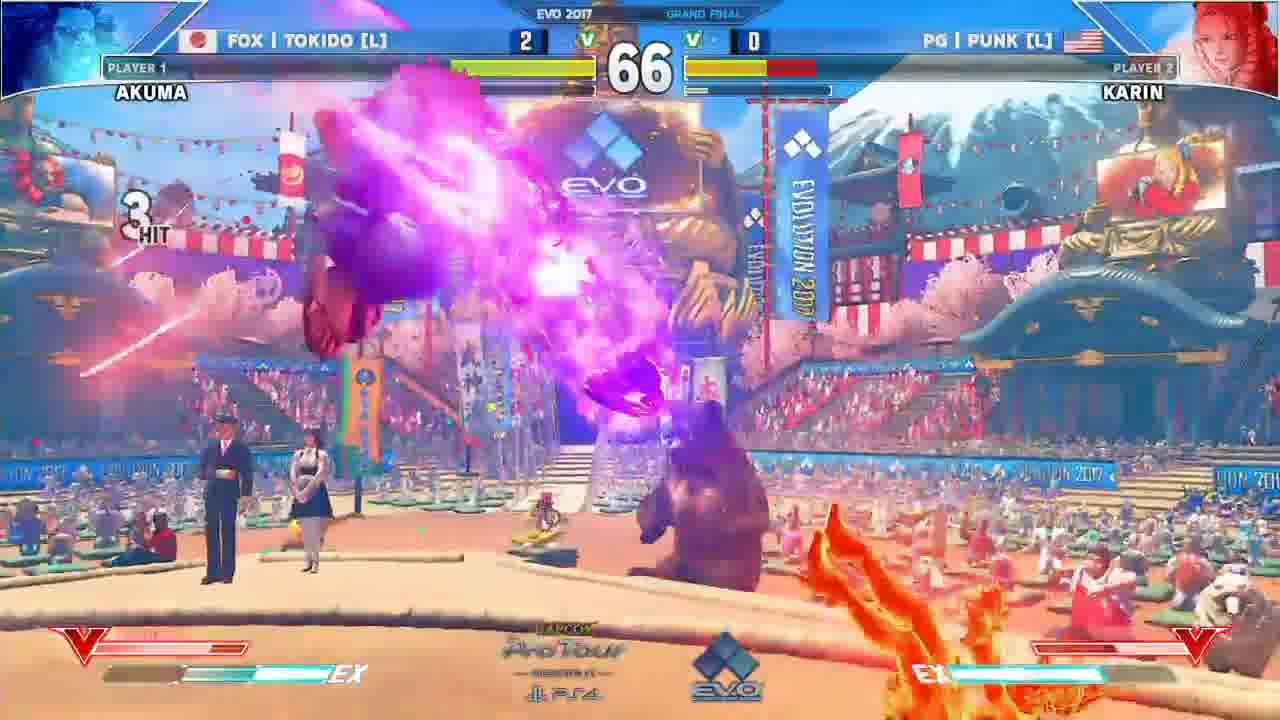 EVO 2017 GRAND FINAL
FOX | TOKIDO [L] 2 V 66 V 0 PG | PUNK [L]
PLAYER 1 PLAYER 2
AKUMA KARIN
EVO
EVOLUTION 2017
3
HIT
CAPCOM
Pro Tour
PS4
EVO
EX EX
V V